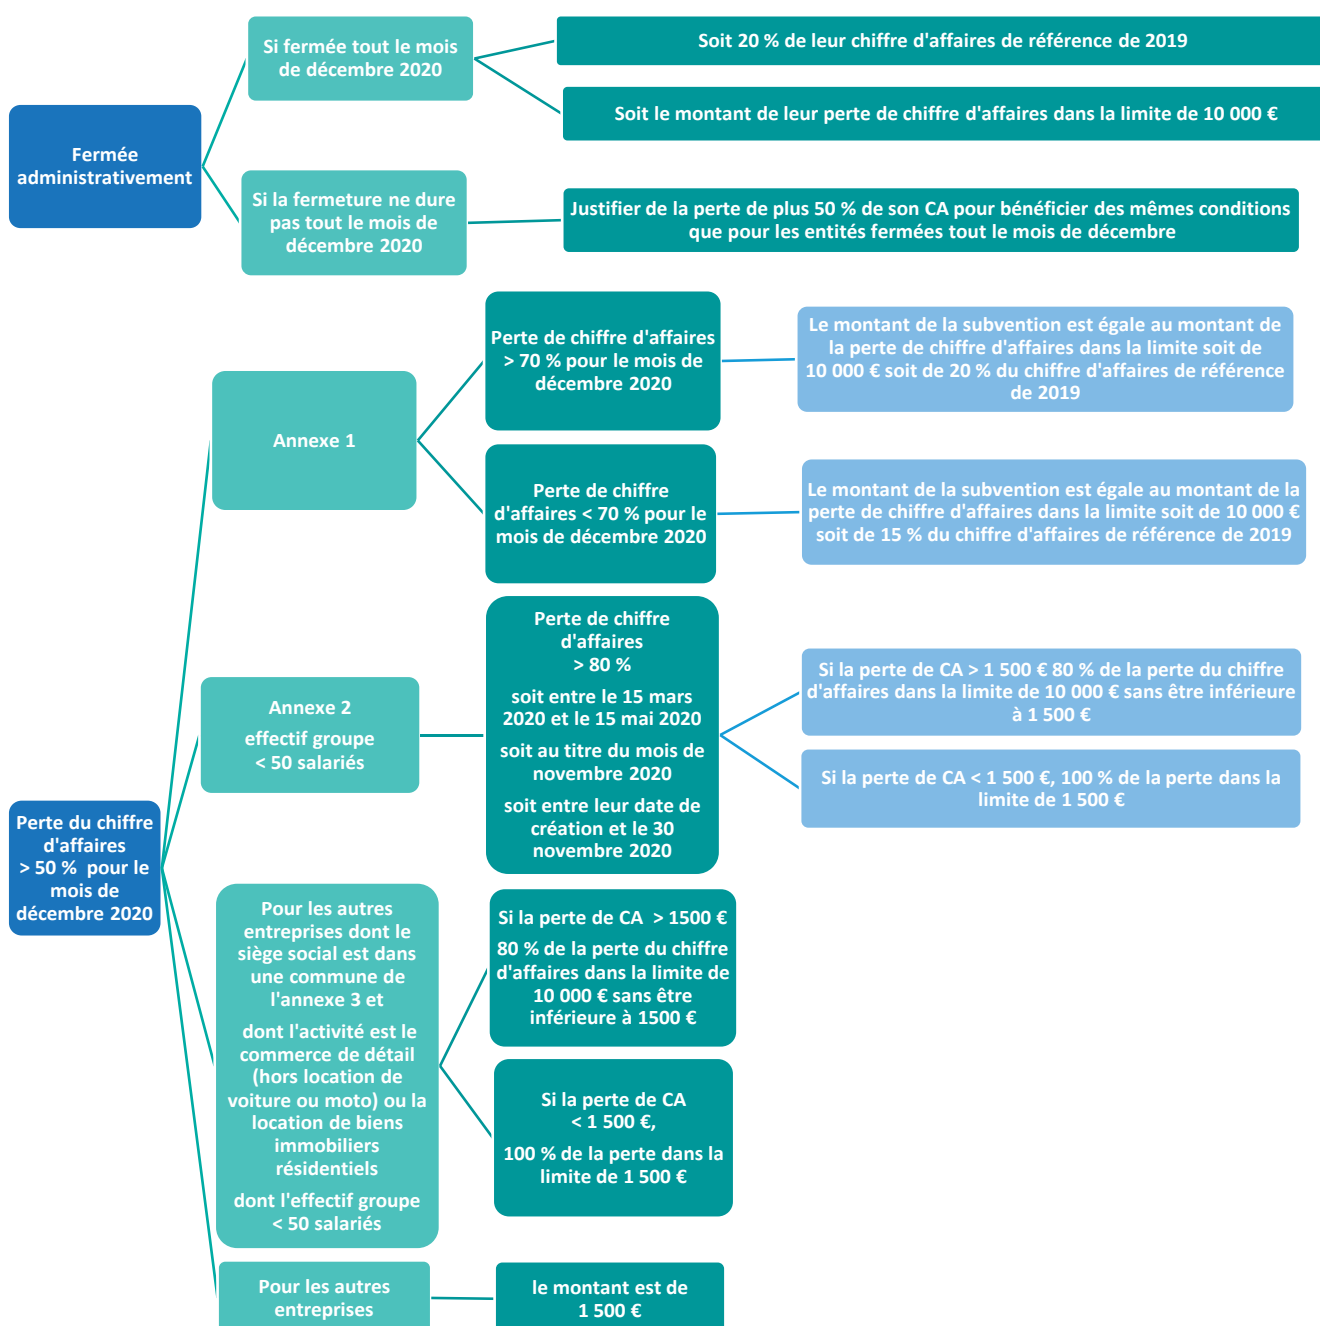 Fermée
administrativement
Si fermée tout le mois
de décembre 2020
Soit 20 % de leur chiffre d'affaires de référence de 2019
Soit le montant de leur perte de chiffre d'affaires dans la limite de 10 000 €
Si la fermeture ne dure
pas tout le mois de
décembre 2020
Justifier de la perte de plus 50 % de son CA pour bénéficier des mêmes conditions
que pour les entités fermées tout le mois de décembre
Perte du chiffre
d'affaires
> 50 % pour le
mois de
décembre 2020
Annexe 1
Perte de chiffre d'affaires
> 70 % pour le mois de
décembre 2020
Le montant de la subvention est égale au montant de
la perte de chiffre d'affaires dans la limite soit de
10 000 € soit de 20 % du chiffre d'affaires de référence
de 2019
Perte de chiffre
d'affaires < 70 % pour le
mois de décembre 2020
Le montant de la subvention est égale au montant de la
perte de chiffre d'affaires dans la limite soit de 10 000 €
soit de 15 % du chiffre d'affaires de référence de 2019
Annexe 2
effectif groupe
< 50 salariés
Perte de chiffre
d'affaires
> 80 %
soit entre le 15 mars
2020 et le 15 mai 2020
soit au titre du mois de
novembre 2020
soit entre leur date de
création et le 30
novembre 2020
Si la perte de CA > 1 500 € 80 % de la perte du chiffre
d'affaires dans la limite de 10 000 € sans être inférieure
à 1 500 €
Si la perte de CA < 1 500 €, 100 % de la perte dans la
limite de 1 500 €
Pour les autres
entreprises dont le
siège social est dans
une commune de
l'annexe 3 et
dont l'activité est le
commerce de détail
(hors location de
voiture ou moto) ou la
location de biens
immobiliers
résidentiels
dont l'effectif groupe
< 50 salariés
Si la perte de CA > 1500 €
80 % de la perte du chiffre
d'affaires dans la limite de
10 000 € sans être
inférieure à 1500 €
Si la perte de CA
< 1 500 €,
100 % de la perte dans la
limite de 1 500 €
Pour les autres
entreprises
le montant est de
1 500 €